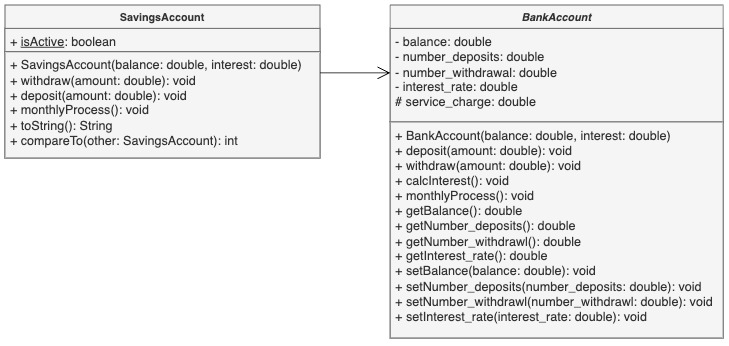 SavingsAccount
+ isActive: boolean
+ SavingsAccount(balance: double, interest: double)
+ withdraw(amount: double): void
+ deposit(amount: double): void
+ monthlyProcess(): void
+ toString(): String
+ compareTo(other: SavingsAccount): int
BankAccount
- balance: double
- number_deposits: double
- number_withdrawal: double
- interest_rate: double
# service_charge: double
+ BankAccount(balance: double, interest: double)
+ deposit(amount: double): void
+ withdraw(amount: double): void
+ calcInterest(): void
+ monthlyProcess(): void
+ getBalance(): double
+ getNumber_deposits(): double
+ getNumber_withdrawl(): double
+ getInterest_rate(): double
+ setBalance(balance: double): void
+ setNumber_deposits(number_deposits: double): void
+ setNumber_withdrawl(number_withdrawl: double): void
+ setInterest_rate(interest_rate: double): void